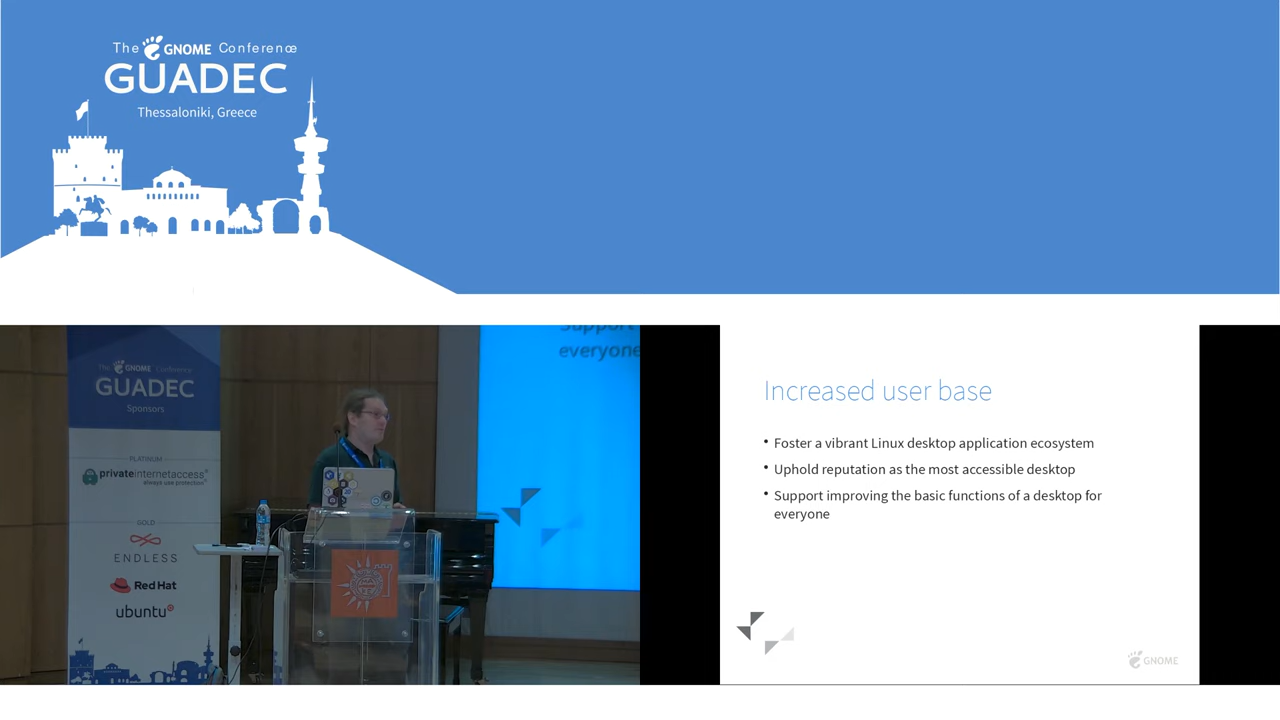 The GNOME Conference
GUADEC
Thessaloniki, Greece
The GNOME Conference
GUADEC
Sponsors
PLATINUM
privateinternetaccess®
always use protection®
GOLD
ENDLESS
Red Hat
ubuntu®
Support
everyone
Increased user base
• Foster a vibrant Linux desktop application ecosystem
• Uphold reputation as the most accessible desktop
• Support improving the basic functions of a desktop for
everyone
GNOME